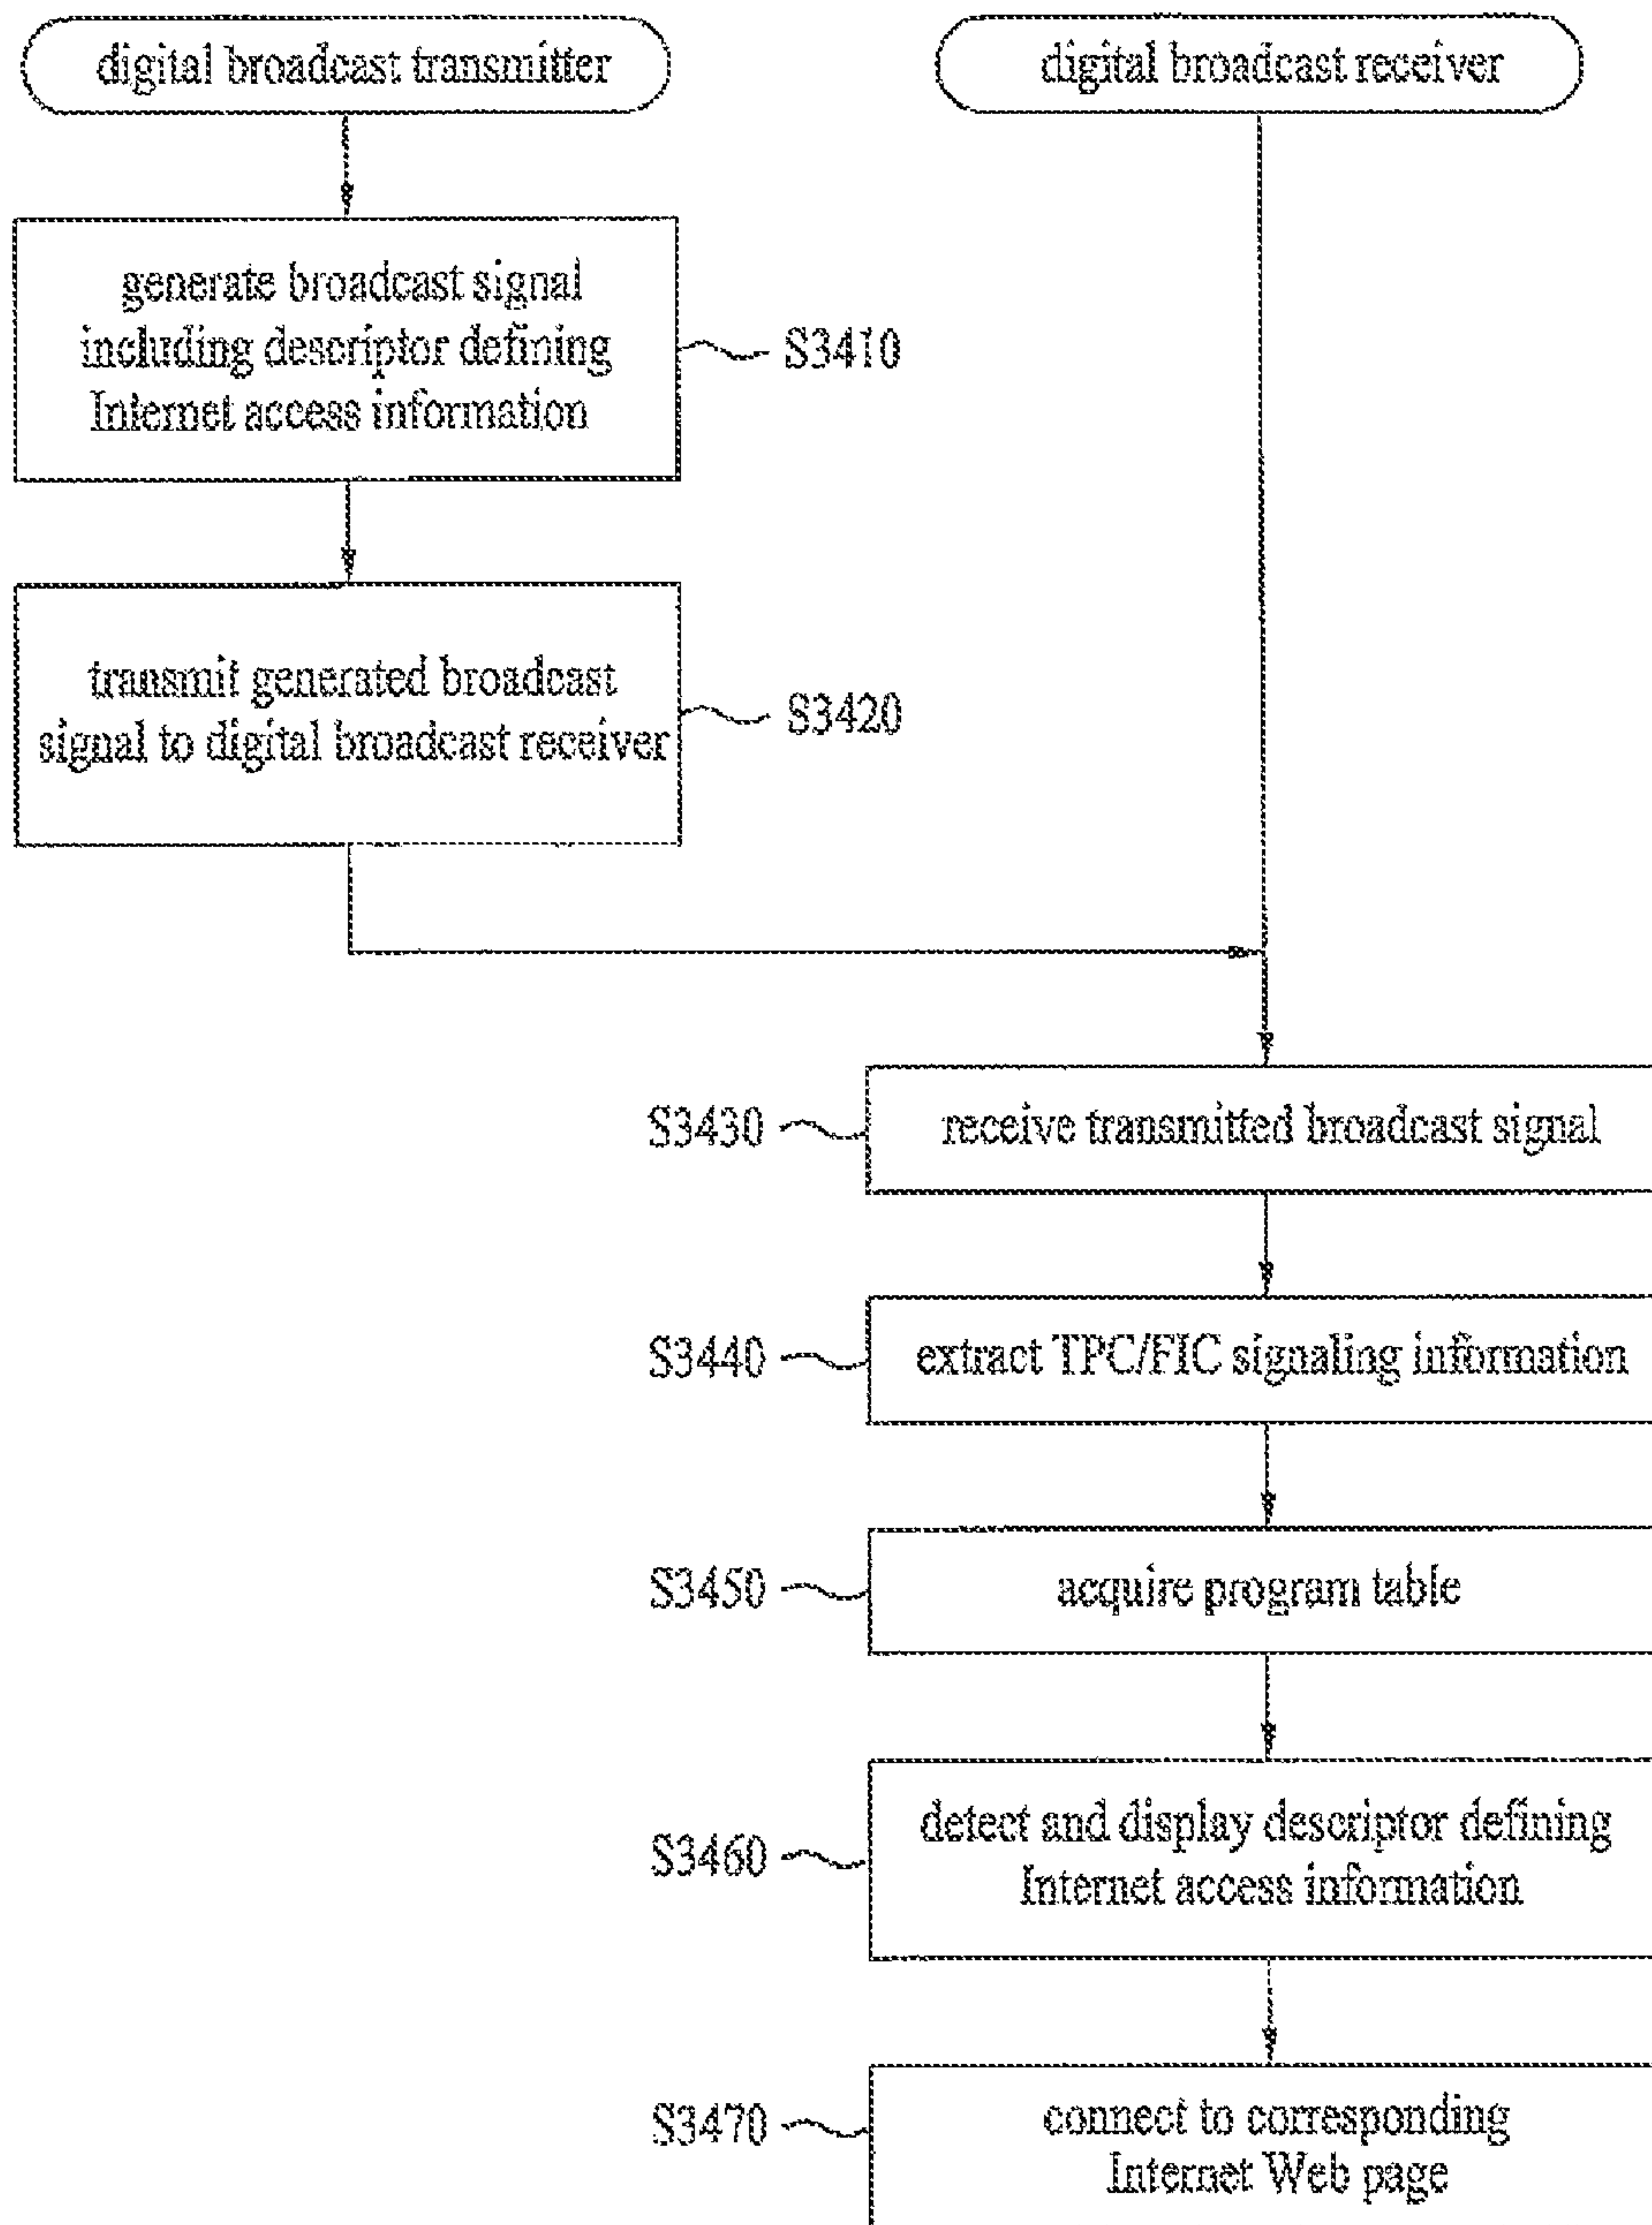 digital broadcast transmitter
digital broadcast receiver
generate broadcast signal
including descriptor defining
Internet access information
S3410
transmit generated broadcast
signal to digital broadcast receiver
S3420
S3430
receive transmitted broadcast signal
S3440
extract TPC/FIC signaling information
S3450
acquire program table
S3460
detect and display descriptor defining
Internet access information
S3470
connect to corresponding
Internet Web page